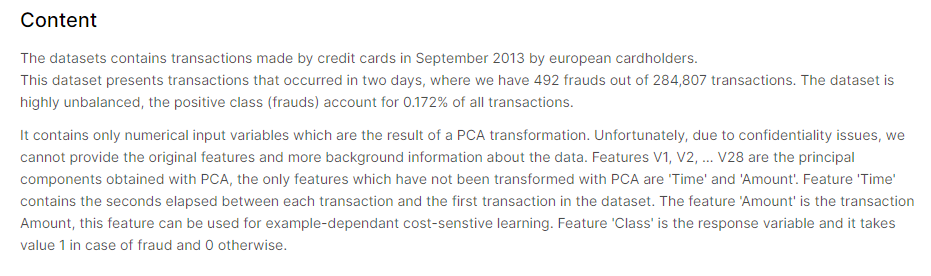 Content
The datasets contains transactions made by credit cards in September 2013 by european cardholders.
This dataset presents transactions that occurred in two days, where we have 492 frauds out of 284,807 transactions. The dataset is
highly unbalanced, the positive class (frauds) account for 0.172% of all transactions.
It contains only numerical input variables which are the result of a PCA transformation. Unfortunately, due to confidentiality issues, we
cannot provide the original features and more background information about the data. Features V1, V2, ... V28 are the principal
components obtained with PCA, the only features which have not been transformed with PCA are 'Time' and 'Amount'. Feature 'Time'
contains the seconds elapsed between each transaction and the first transaction in the dataset. The feature 'Amount' is the transaction
Amount, this feature can be used for example-dependant cost-senstive learning. Feature 'Class' is the response variable and it takes
value 1 in case of fraud and 0 otherwise.